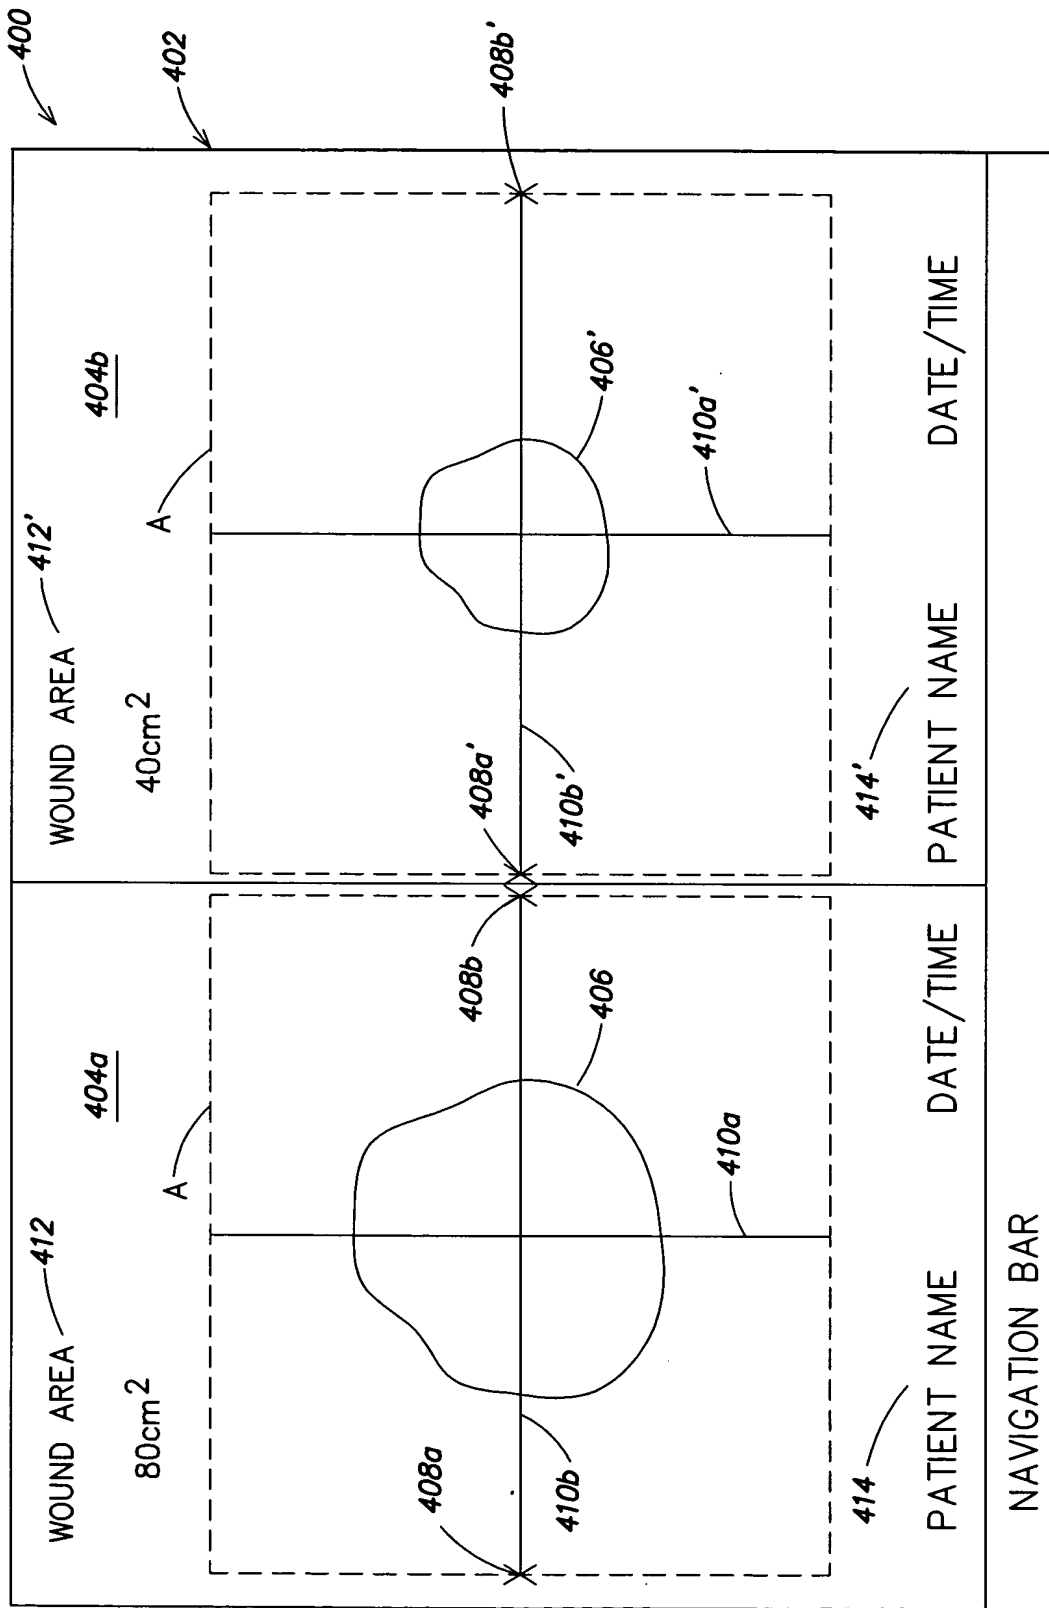 400
402
WOUND AREA 412
80cm²
404a
A
WOUND AREA 412'
40cm²
404b
A
408a
410b
408b
406
410a
408a'
410b'
406'
410a'
408b'
414
PATIENT NAME DATE/TIME
414'
PATIENT NAME DATE/TIME
NAVIGATION BAR